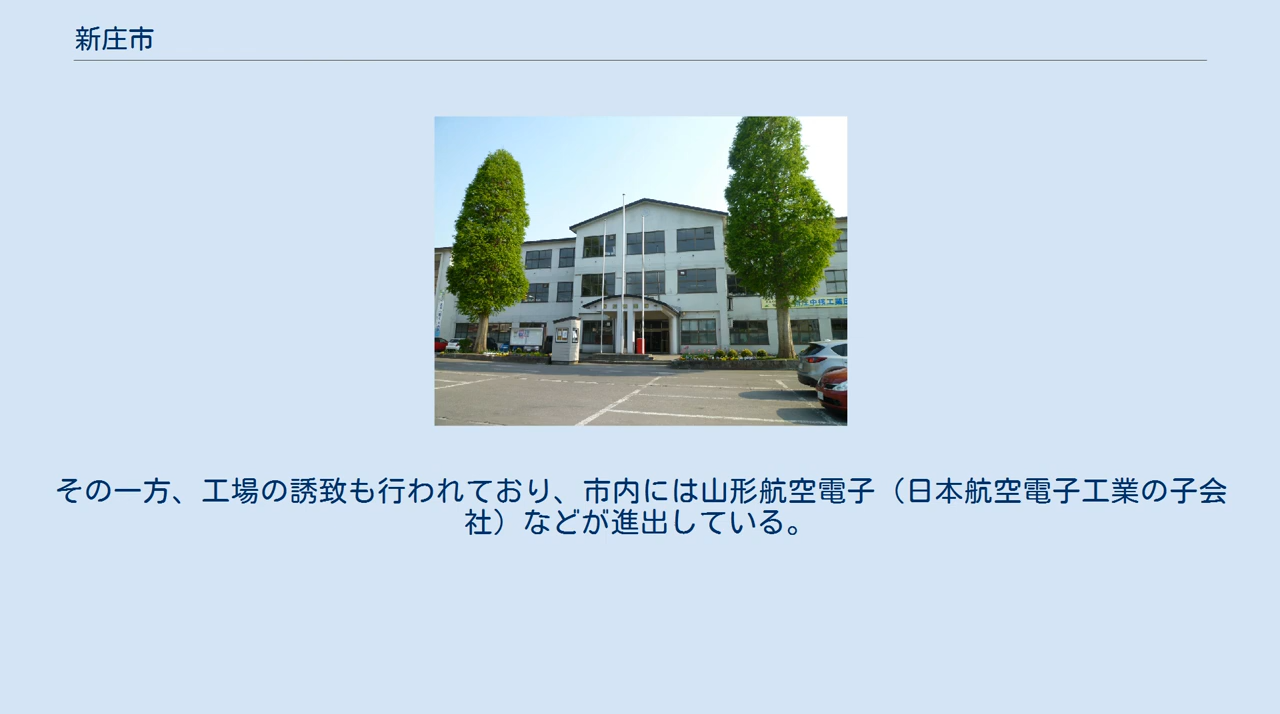 新庄市
その一方、工場の誘致も行われており、市内には山形航空電子（日本航空電子工業の子会
社）などが進出している。